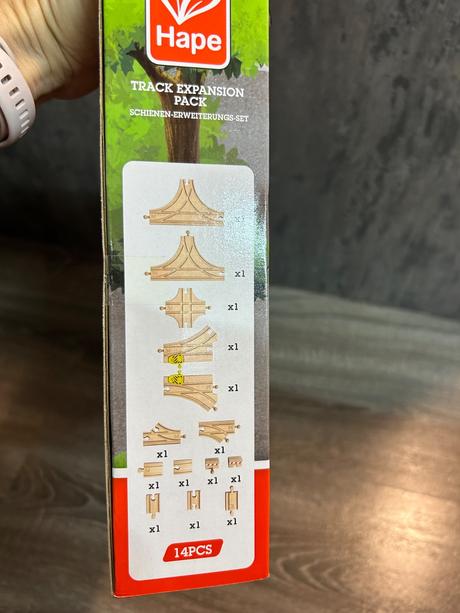 Hape
TRACK EXPANSION
PACK
SCHIENEN-ERWEITERUNGS-SET
x1
x1
x1
x1
x1
x1 x1
x1 x1 x1 x1
x1 x1 x1
14PCS